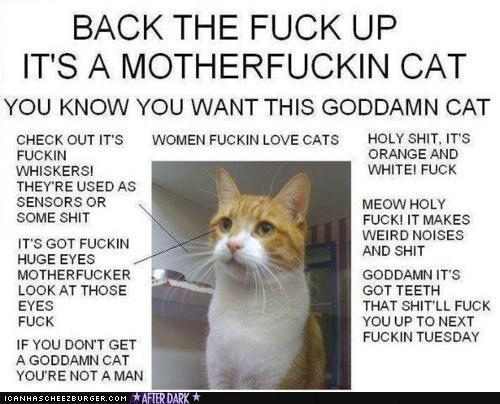 BACK THE FUCK UP
IT'S A MOTHERFUCKIN CAT
YOU KNOW YOU WANT THIS GODDAMN CAT
CHECK OUT IT'S
FUCKIN
WHISKERS!
THEY'RE USED AS
SENSORS OR
SOME SHIT
IT'S GOT FUCKIN
HUGE EYES
MOTHERFUCKER
LOOK AT THOSE
EYES
FUCK
IF YOU DON'T GET
A GODDAMN CAT
YOU'RE NOT A MAN
WOMEN FUCKIN LOVE CATS
HOLY SHIT, IT'S
ORANGE AND
WHITE! FUCK
MEOW HOLY
FUCK! IT MAKES
WEIRD NOISES
AND SHIT
GODDAMN IT'S
GOT TEETH
THAT SHIT'LL FUCK
YOU UP TO NEXT
FUCKIN TUESDAY
ICANHASCHEEZBURGER.COM ★AFTER DARK★